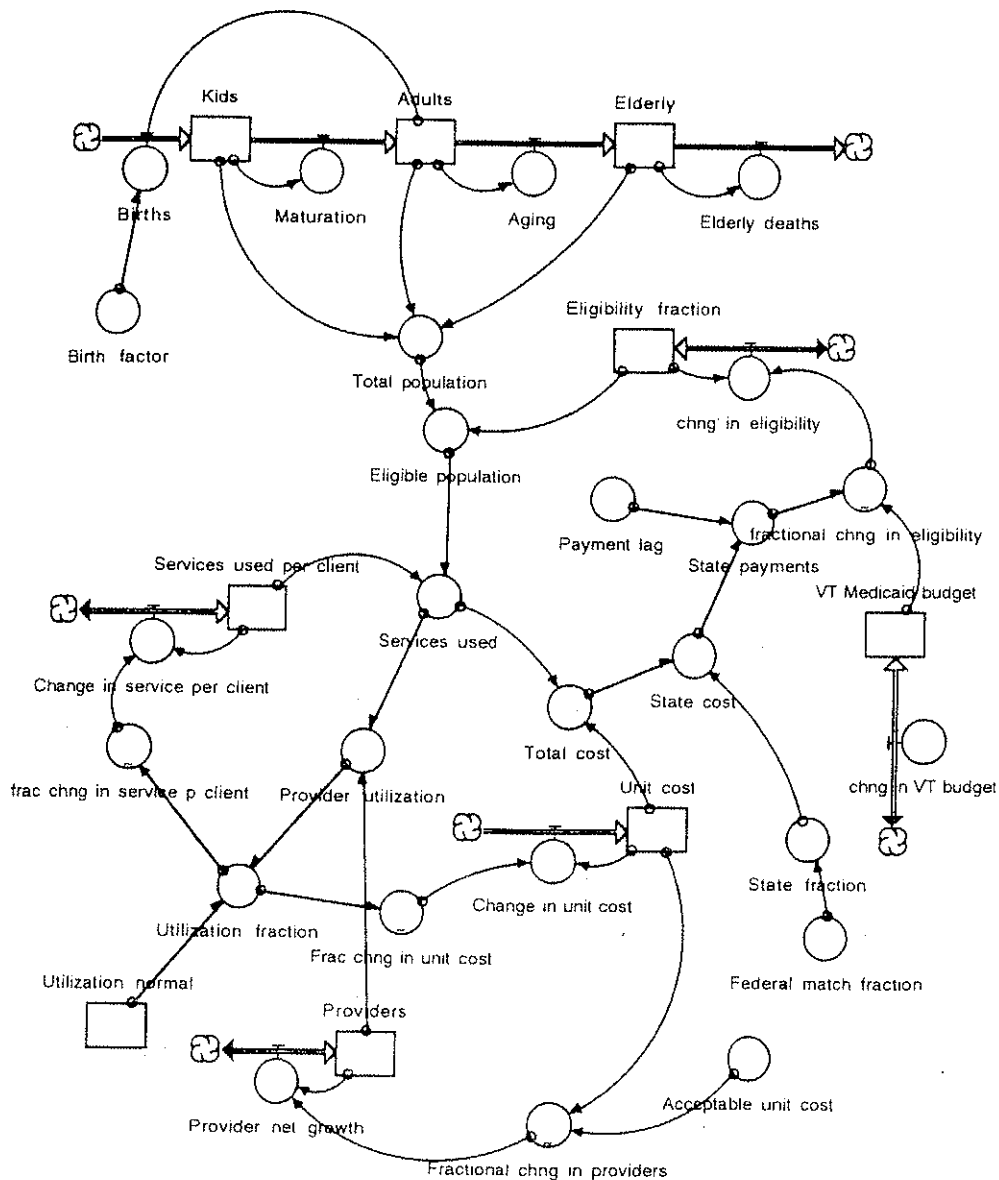 Kids
Adults
Elderly
Births
Maturation
Aging
Elderly deaths
Birth factor
Eligibility fraction
Total population
chng in eligibility
Eligible population
Payment lag
fractional chng in eligibility
State payments
Services used per client
VT Medicaid budget
Services used
Change in service per client
State cost
Total cost
frac chng in service p client
Provider utilization
Unit cost
chng in VT budget
State fraction
Change in unit cost
Utilization fraction
Frac chng in unit cost
Utilization normal
Federal match fraction
Providers
Acceptable unit cost
Provider net growth
Fractional chng in providers